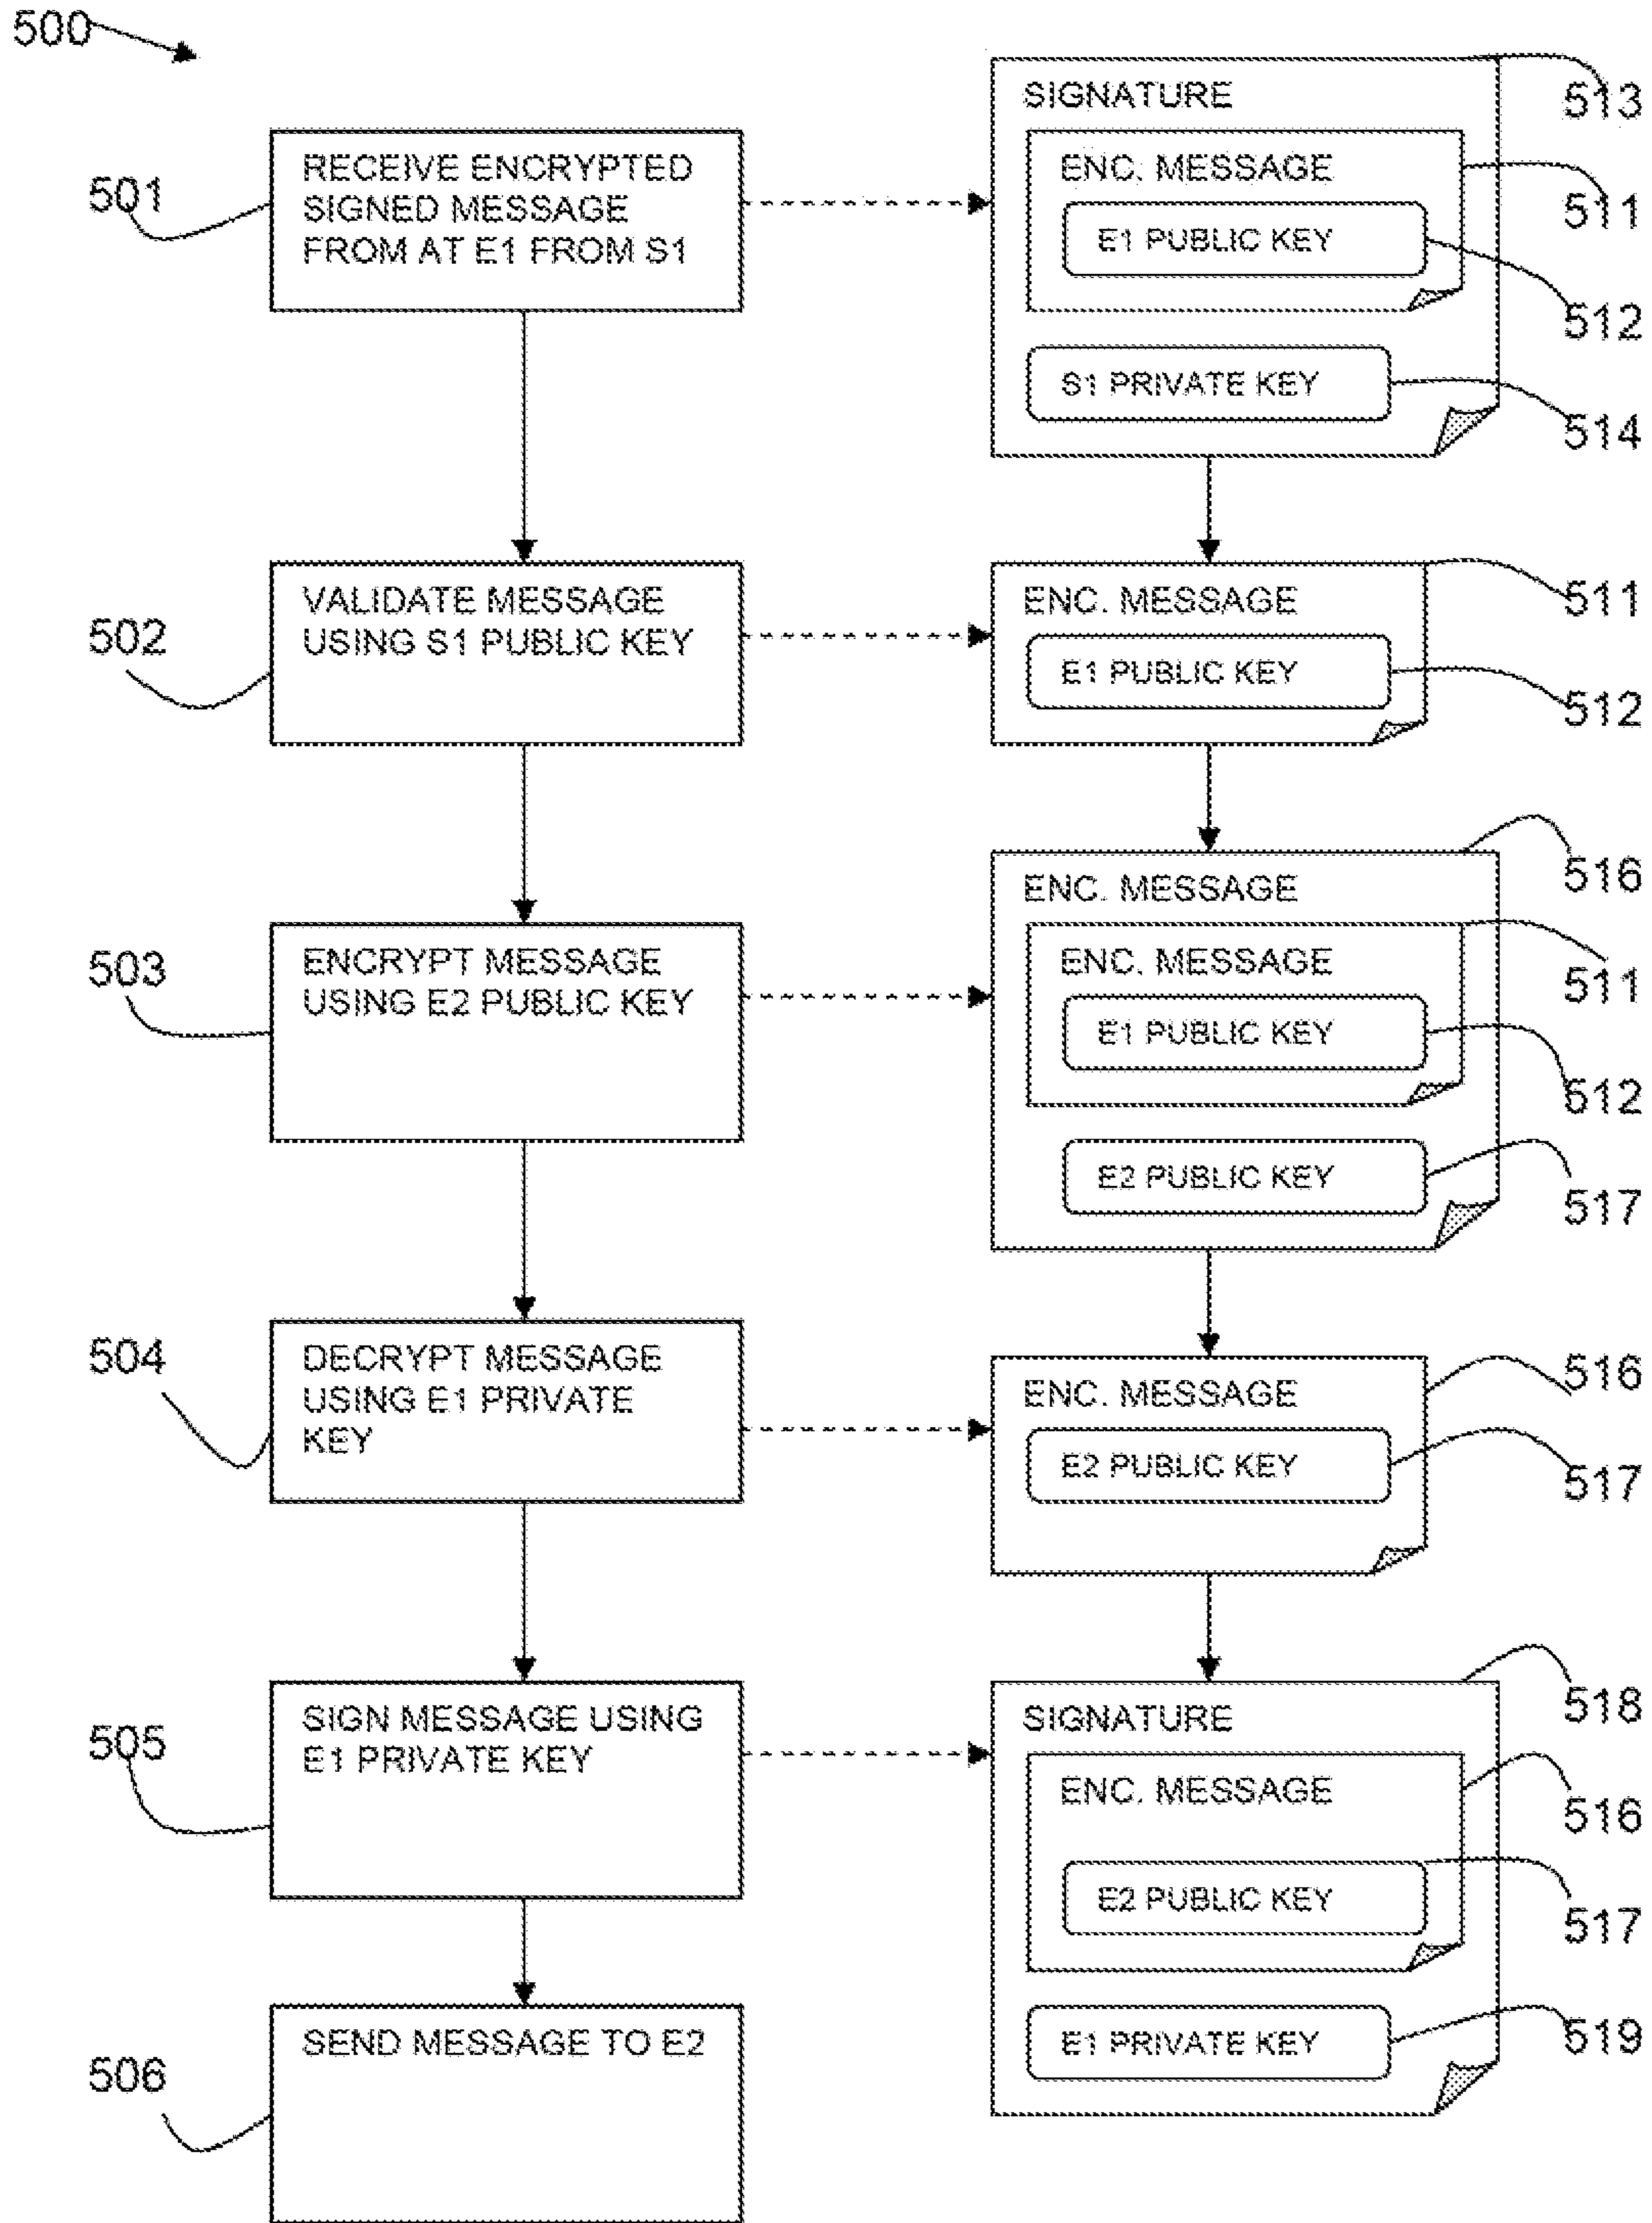 500
501
RECEIVE ENCRYPTED
SIGNED MESSAGE
FROM AT E1 FROM S1
SIGNATURE
ENC. MESSAGE
E1 PUBLIC KEY
S1 PRIVATE KEY
513
511
512
514
502
VALIDATE MESSAGE
USING S1 PUBLIC KEY
ENC. MESSAGE
E1 PUBLIC KEY
511
512
503
ENCRYPT MESSAGE
USING E2 PUBLIC KEY
ENC. MESSAGE
ENC. MESSAGE
E1 PUBLIC KEY
E2 PUBLIC KEY
516
511
512
517
504
DECRYPT MESSAGE
USING E1 PRIVATE
KEY
ENC. MESSAGE
E2 PUBLIC KEY
516
517
505
SIGN MESSAGE USING
E1 PRIVATE KEY
SIGNATURE
ENC. MESSAGE
E2 PUBLIC KEY
E1 PRIVATE KEY
518
516
517
519
506
SEND MESSAGE TO E2